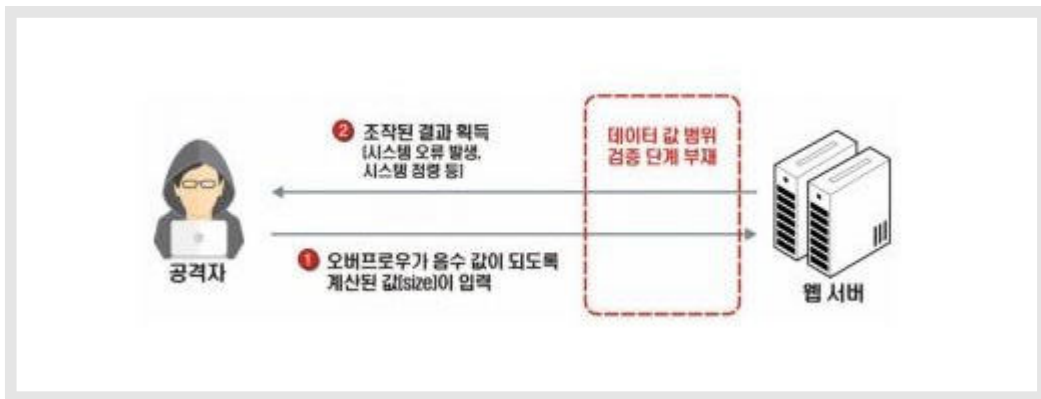 2 조작된 결과 획득
(시스템 오류 발생,
시스템 점령 등)
데이터 값 범위
검증 단계 부재
공격자
1 오버프로우가 음수 값이 되도록
계산된 값(size)이 입력
웹 서버